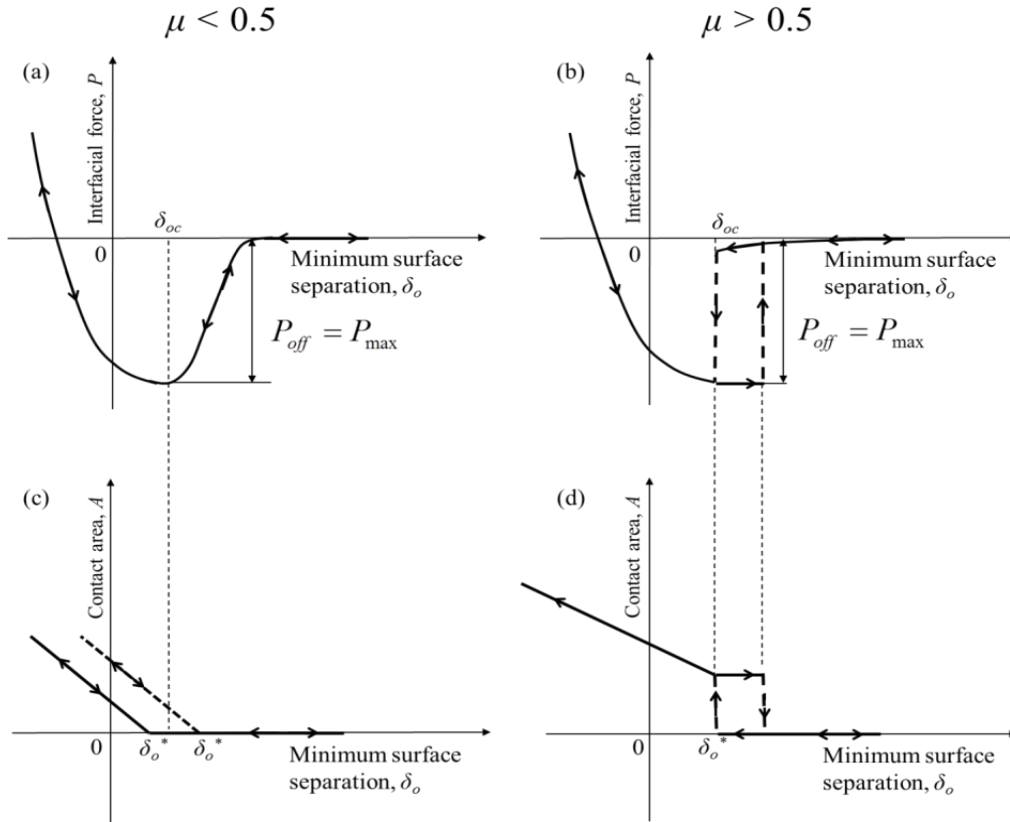 μ < 0.5
μ > 0.5
(a)
Interfacial force, P
δoc
0
Minimum surface
separation, δo
Poff = Pmax
(b)
Interfacial force, P
δoc
0
Minimum surface
separation, δo
Poff = Pmax
(c)
Contact area, A
0
δo*
δo*
Minimum surface
separation, δo
(d)
Contact area, A
0
δo*
Minimum surface
separation, δo